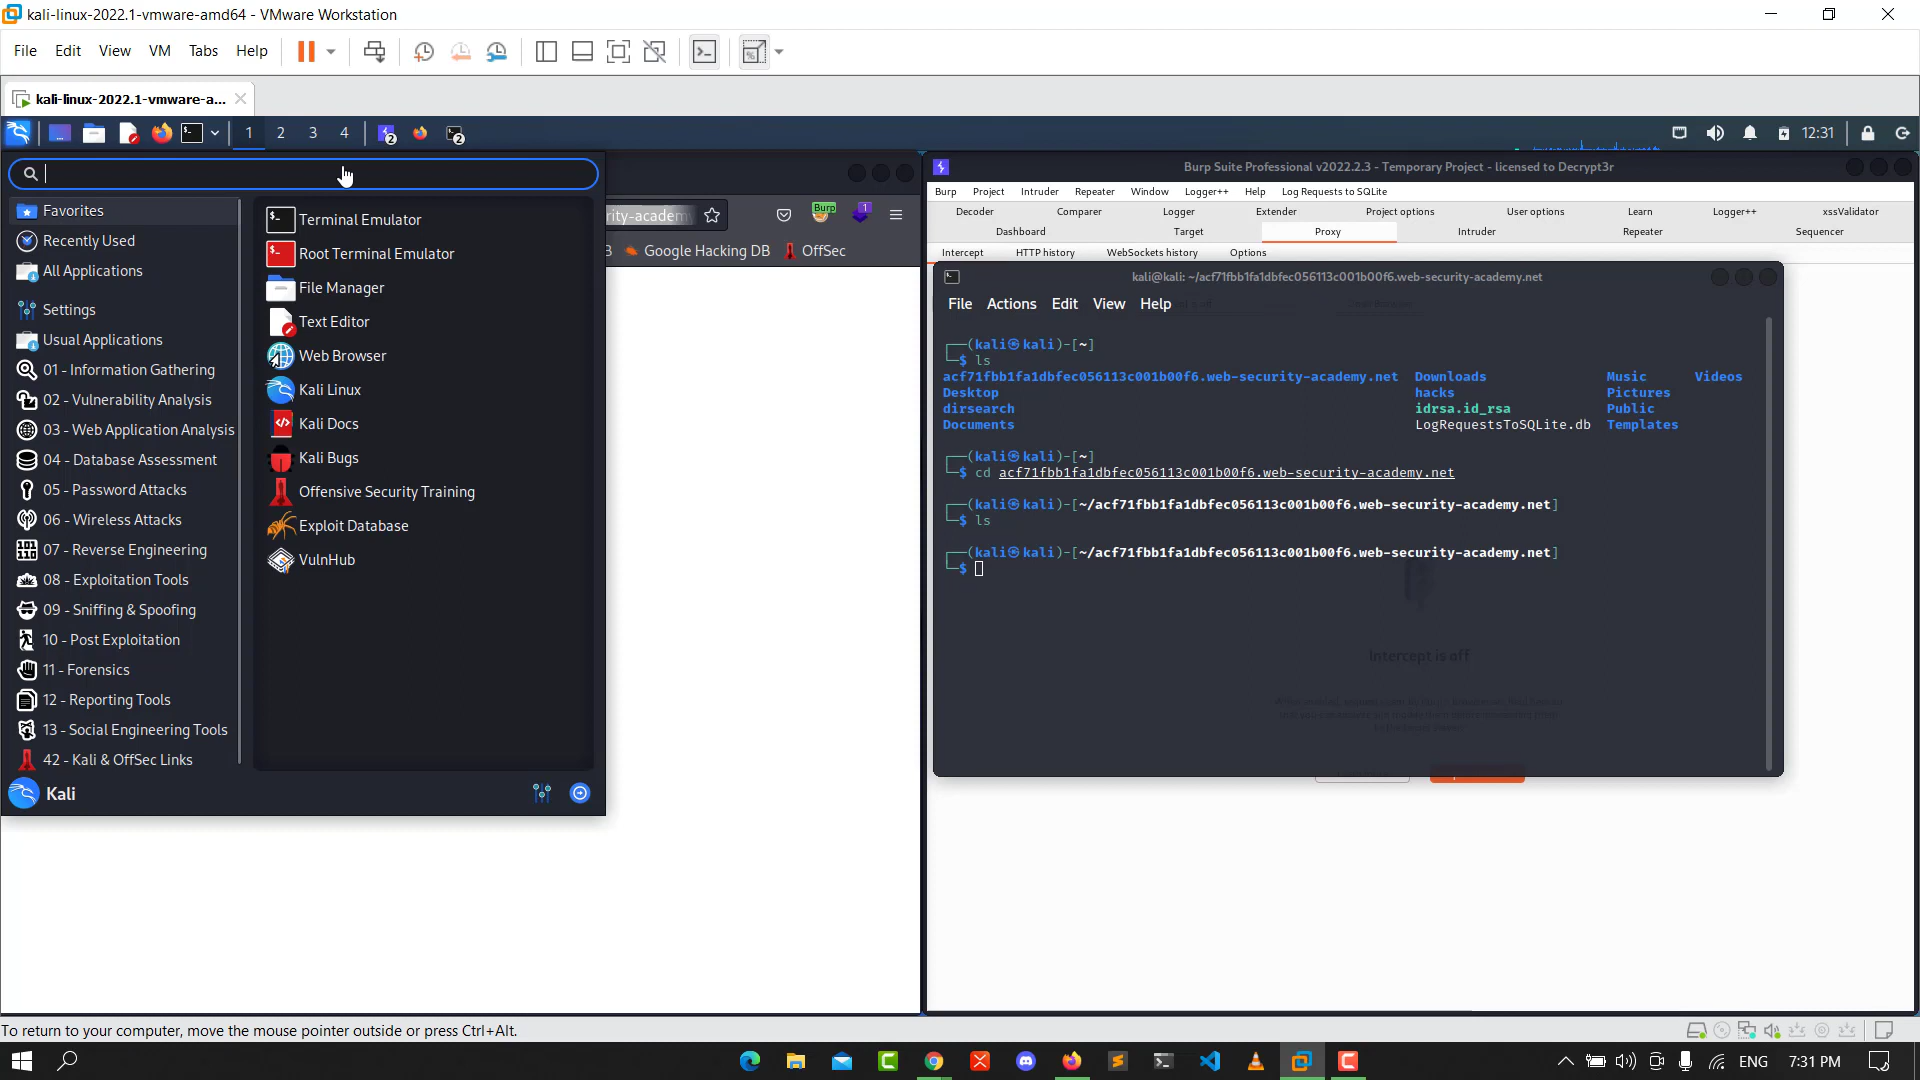 kali-linux-2022.1-vmware-amd64 - VMware Workstation
File Edit View VM Tabs Help
kali-linux-2022.1-vmware-a...
1 2 3 4
2
2
12:31
Favorites
Recently Used
All Applications
Settings
Usual Applications
01 - Information Gathering
02 - Vulnerability Analysis
03 - Web Application Analysis
04 - Database Assessment
05 - Password Attacks
06 - Wireless Attacks
07 - Reverse Engineering
08 - Exploitation Tools
09 - Sniffing & Spoofing
10 - Post Exploitation
11 - Forensics
12 - Reporting Tools
13 - Social Engineering Tools
42 - Kali & OffSec Links
Kali
Terminal Emulator
Root Terminal Emulator
File Manager
Text Editor
Web Browser
Kali Linux
Kali Docs
Kali Bugs
Offensive Security Training
Exploit Database
VulnHub
rity-academ
Burp
1
B Google Hacking DB OffSec
Burp Suite Professional v2022.2.3 - Temporary Project - licensed to Decrypt3r
Burp Project Intruder Repeater Window Logger++ Help Log Requests to SQLite
Decoder Comparer Logger Extender Project options User options Learn Logger++ xssValidator
Dashboard Target Proxy Intruder Repeater Sequencer
Intercept HTTP history WebSockets history Options
kali@kali: ~/acf71fbb1fa1dbfec056113c001b00f6.web-security-academy.net
File Actions Edit View Help
┌──(kali㉿kali)-[~]
└─$ ls
acf71fbb1fa1dbfec056113c001b00f6.web-security-academy.net Downloads Music Videos
Desktop hacks Pictures
dirsearch idrsa.id_rsa Public
Documents LogRequestsToSQLite.db Templates
┌──(kali㉿kali)-[~]
└─$ cd acf71fbb1fa1dbfec056113c001b00f6.web-security-academy.net
┌──(kali㉿kali)-[~/acf71fbb1fa1dbfec056113c001b00f6.web-security-academy.net]
└─$ ls
┌──(kali㉿kali)-[~/acf71fbb1fa1dbfec056113c001b00f6.web-security-academy.net]
└─$
Intercept is off
To return to your computer, move the mouse pointer outside or press Ctrl+Alt.
ENG 7:31 PM